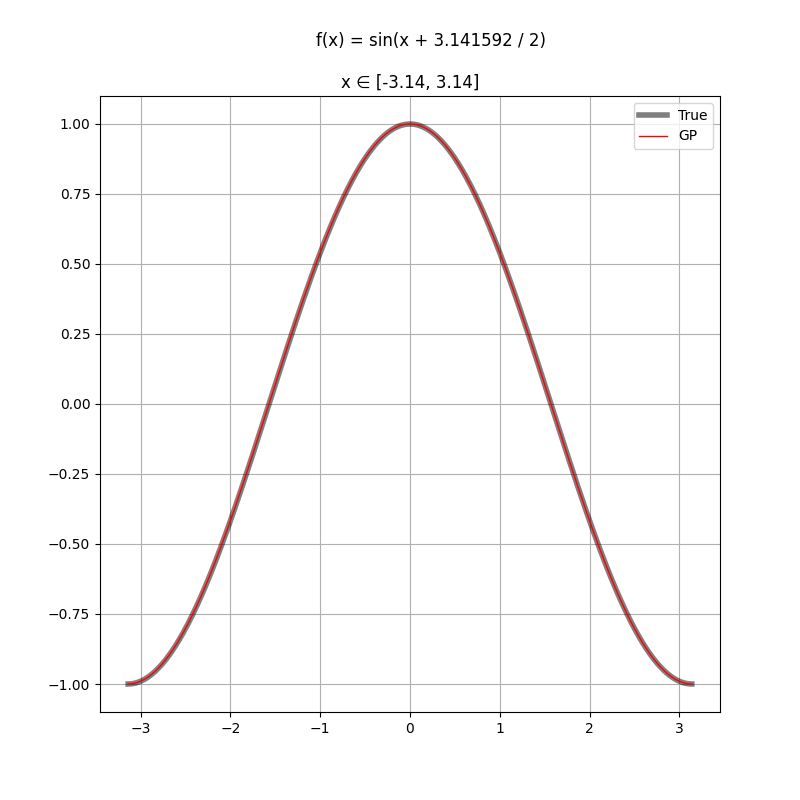 f(x) = sin(x + 3.141592 / 2)
x ∈ [-3.14, 3.14]
True
GP
1.00
0.75
0.50
0.25
0.00
−0.25
−0.50
−0.75
−1.00
−3 −2 −1 0 1 2 3